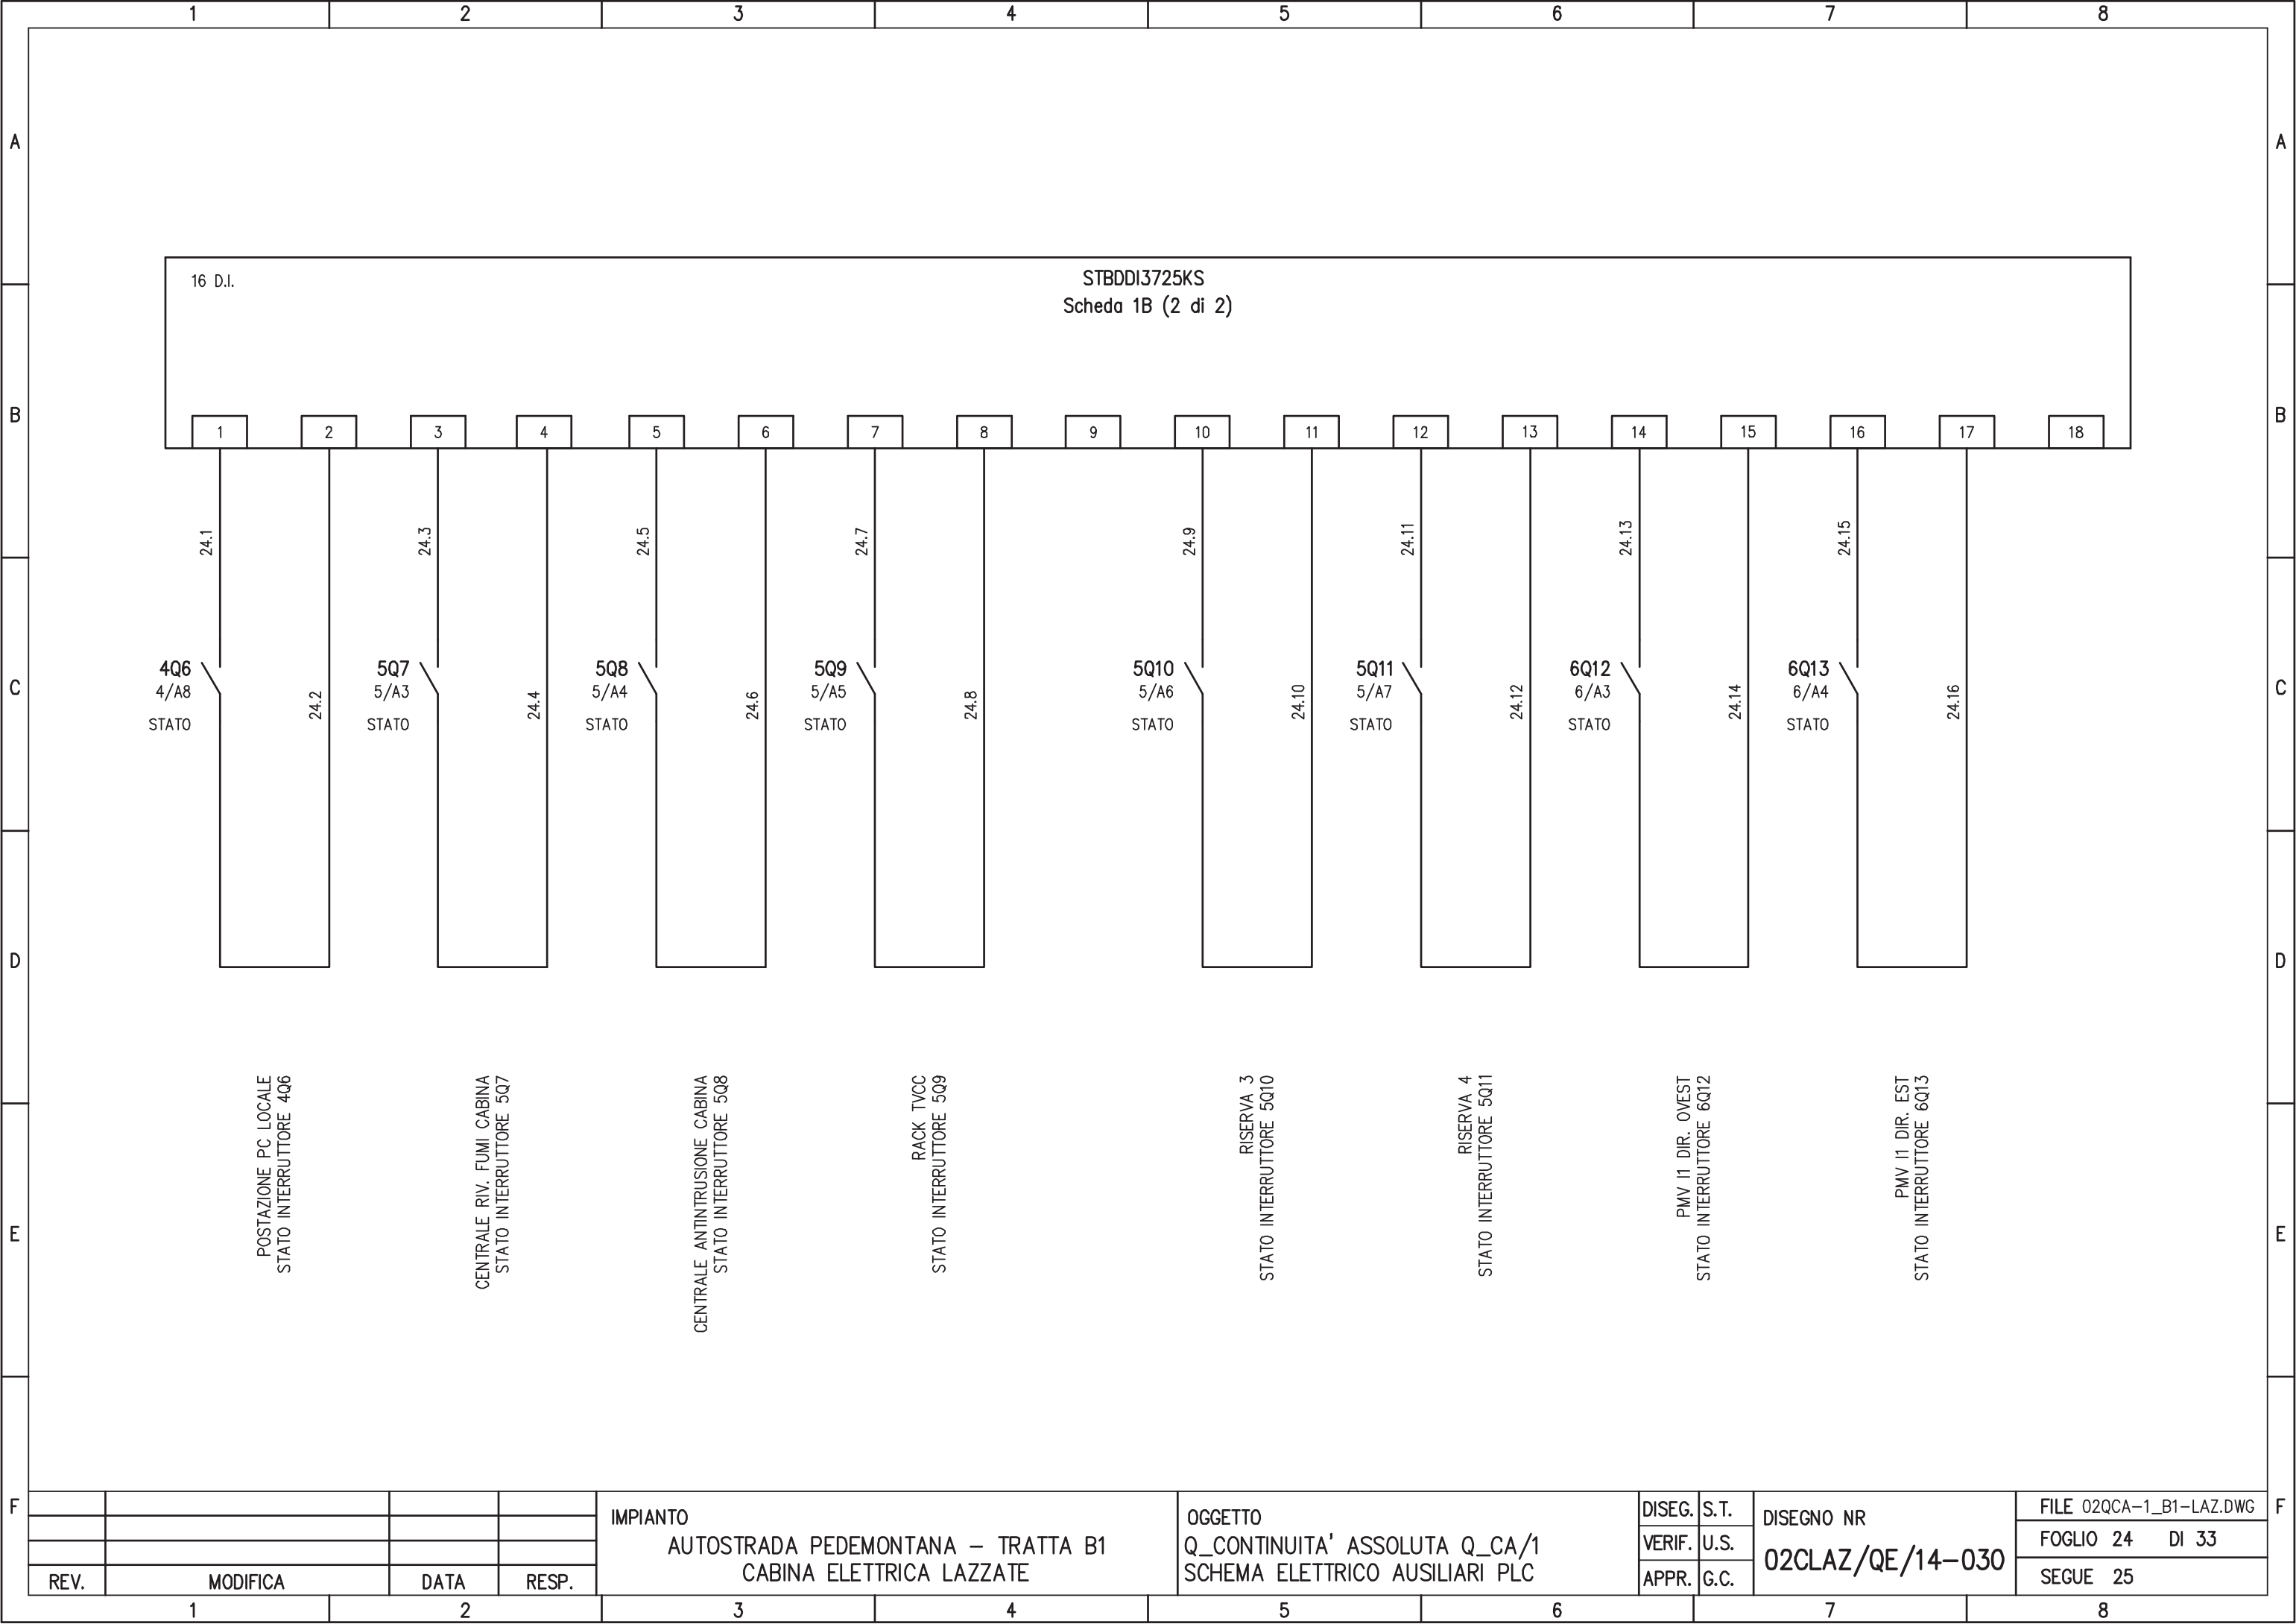 1 2 3 4 5 6 7 8
A A
B B
C C
D D
E E
F F
16 D.I.
STBDDI3725KS
Scheda 1B (2 di 2)
1 2 3 4 5 6 7 8 9 10 11 12 13 14 15 16 17 18
24.1 24.3 24.5 24.7 24.9 24.11 24.13 24.15
4Q6
4/A8
STATO
24.2
5Q7
5/A3
STATO
24.4
5Q8
5/A4
STATO
24.6
5Q9
5/A5
STATO
24.8
5Q10
5/A6
STATO
24.10
5Q11
5/A7
STATO
24.12
6Q12
6/A3
STATO
24.14
6Q13
6/A4
STATO
24.16
POSTAZIONE PC LOCALE
STATO INTERRUTTORE 4Q6
CENTRALE RIV. FUMI CABINA
STATO INTERRUTTORE 5Q7
CENTRALE ANTINTRUSIONE CABINA
STATO INTERRUTTORE 5Q8
RACK TVCC
STATO INTERRUTTORE 5Q9
RISERVA 3
STATO INTERRUTTORE 5Q10
RISERVA 4
STATO INTERRUTTORE 5Q11
PMV I1 DIR. OVEST
STATO INTERRUTTORE 6Q12
PMV I1 DIR. EST
STATO INTERRUTTORE 6Q13
REV. MODIFICA DATA RESP.
IMPIANTO
AUTOSTRADA PEDEMONTANA – TRATTA B1
CABINA ELETTRICA LAZZATE
OGGETTO
Q_CONTINUITA' ASSOLUTA Q_CA/1
SCHEMA ELETTRICO AUSILIARI PLC
DISEG. S.T.
VERIF. U.S.
APPR. G.C.
DISEGNO NR
02CLAZ/QE/14-030
FILE 02QCA-1_B1-LAZ.DWG
FOGLIO 24 DI 33
SEGUE 25
1 2 3 4 5 6 7 8